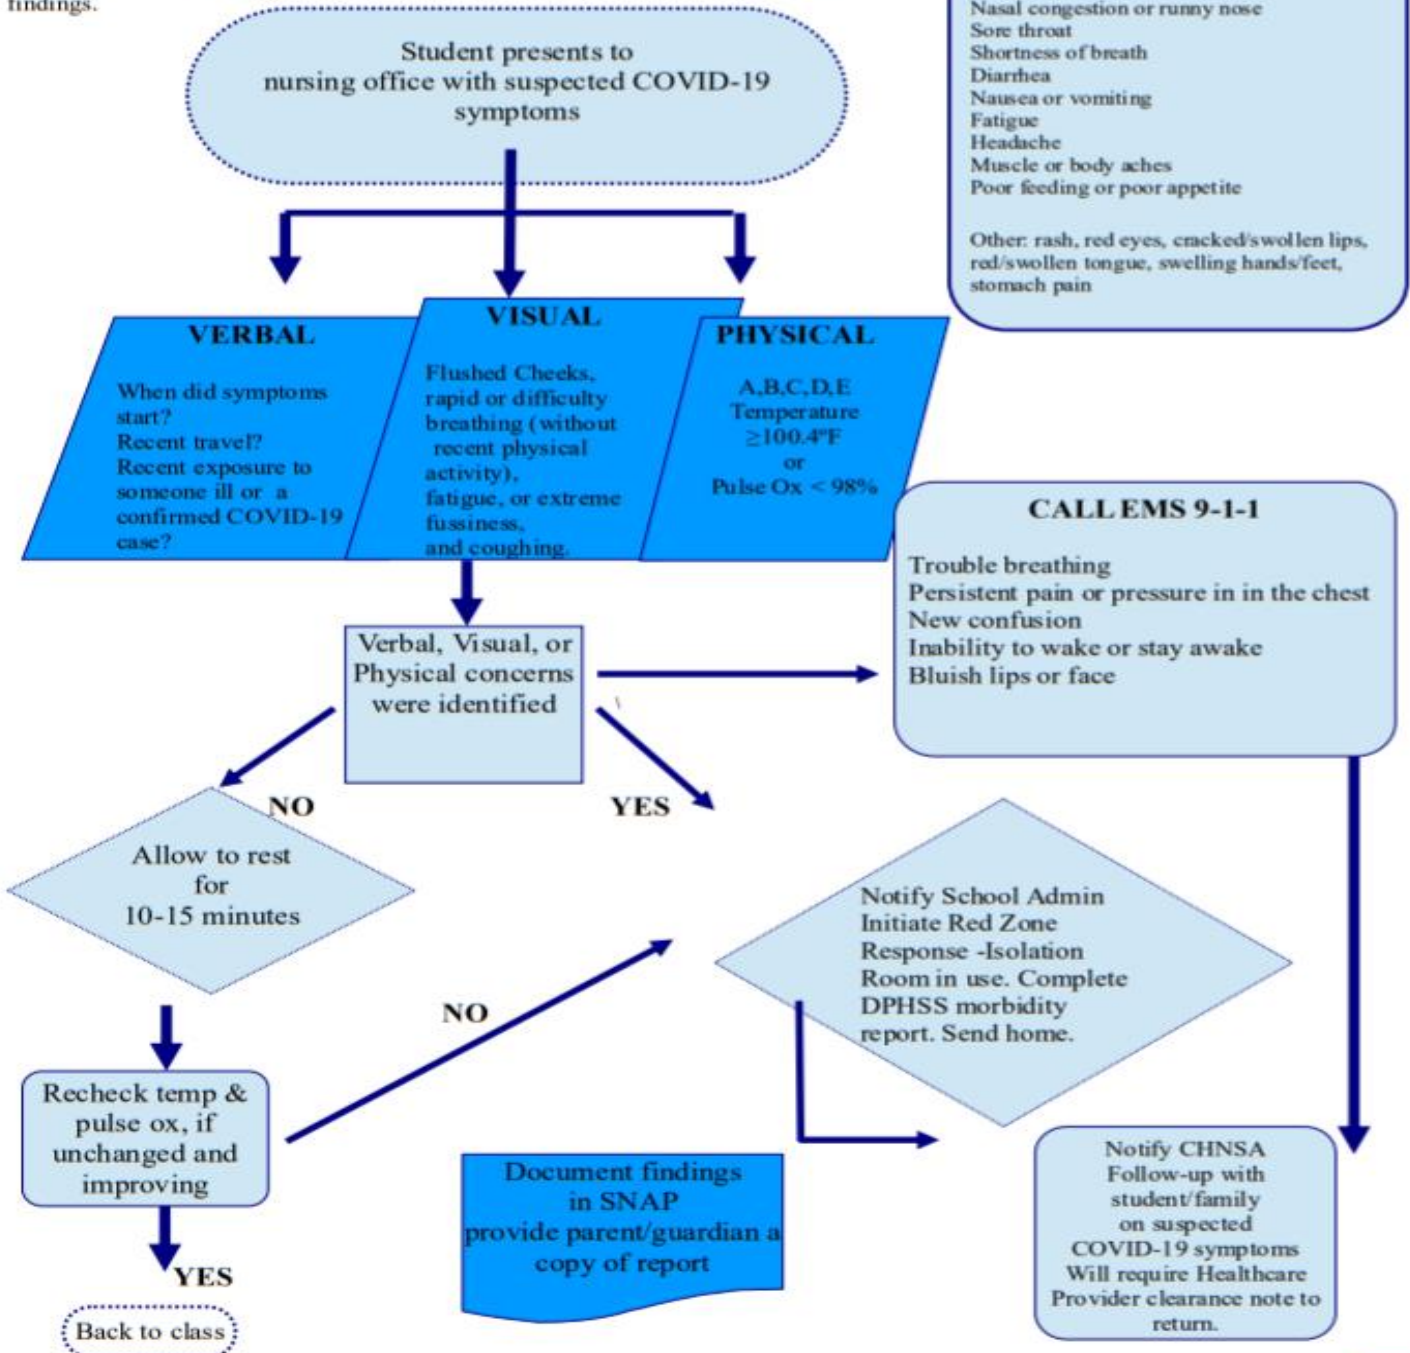 findings.
Student presents to
nursing office with suspected COVID-19
symptoms
Nasal congestion or runny nose
Sore throat
Shortness of breath
Diarrhea
Nausea or vomiting
Fatigue
Headache
Muscle or body aches
Poor feeding or poor appetite
Other: rash, red eyes, cracked/swollen lips,
red/swollen tongue, swelling hands/feet,
stomach pain
VERBAL
When did symptoms
start?
Recent travel?
Recent exposure to
someone ill or a
confirmed COVID-19
case?
VISUAL
Flushed Cheeks,
rapid or difficulty
breathing (without
recent physical
activity),
fatigue, or extreme
fussiness,
and coughing.
PHYSICAL
A,B,C,D,E
Temperature
≥100.4ºF
or
Pulse Ox < 98%
CALL EMS 9-1-1
Trouble breathing
Persistent pain or pressure in in the chest
New confusion
Inability to wake or stay awake
Bluish lips or face
Verbal, Visual, or
Physical concerns
were identified
NO
YES
Allow to rest
for
10-15 minutes
Notify School Admin
Initiate Red Zone
Response -Isolation
Room in use. Complete
DPHSS morbidity
report. Send home.
NO
Recheck temp &
pulse ox, if
unchanged and
improving
YES
Back to class
Document findings
in SNAP
provide parent/guardian a
copy of report
Notify CHNSA
Follow-up with
student/family
on suspected
COVID-19 symptoms
Will require Healthcare
Provider clearance note to
return.